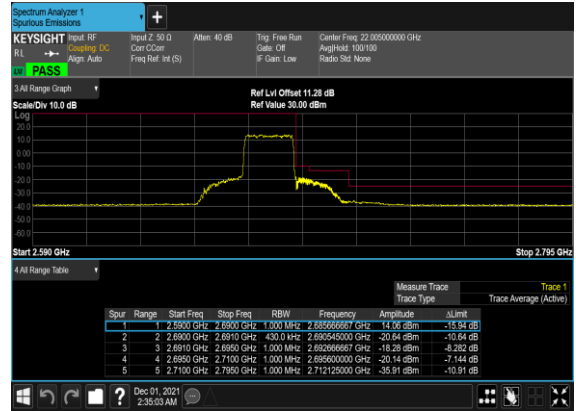 Spectrum Analyzer 1
Spurious Emissions
KEYSIGHT Input: RF Input Z: 50 Ω Atten: 40 dB Trig: Free Run Center Freq: 22.005000000 GHz
RL Coupling: DC Corr CCorr Gate: Off Avg|Hold: 100/100
Align: Auto Freq Ref: Int (S) IF Gain: Low Radio Std: None
PASS
3 All Range Graph
Ref Lvl Offset 11.28 dB
Scale/Div 10.0 dB Ref Value 30.00 dBm
Log
20.0
10.0
0.00
-10.0
-20.0
-30.0
-40.0
-50.0
-60.0
Start 2.590 GHz Stop 2.795 GHz
4 All Range Table
Measure Trace Trace 1
Trace Type Trace Average (Active)
Spur Range Start Freq Stop Freq RBW Frequency Amplitude ΔLimit
1 1 2.5900 GHz 2.6900 GHz 1.000 MHz 2.685666667 GHz 14.06 dBm -15.94 dB
2 2 2.6900 GHz 2.6910 GHz 430.0 kHz 2.690545000 GHz -20.64 dBm -10.64 dB
3 3 2.6910 GHz 2.6950 GHz 1.000 MHz 2.692666667 GHz -18.28 dBm -8.282 dB
4 4 2.6950 GHz 2.7100 GHz 1.000 MHz 2.695600000 GHz -20.14 dBm -7.144 dB
5 5 2.7100 GHz 2.7950 GHz 1.000 MHz 2.712125000 GHz -35.91 dBm -10.91 dB
Dec 01, 2021
2:35:03 AM